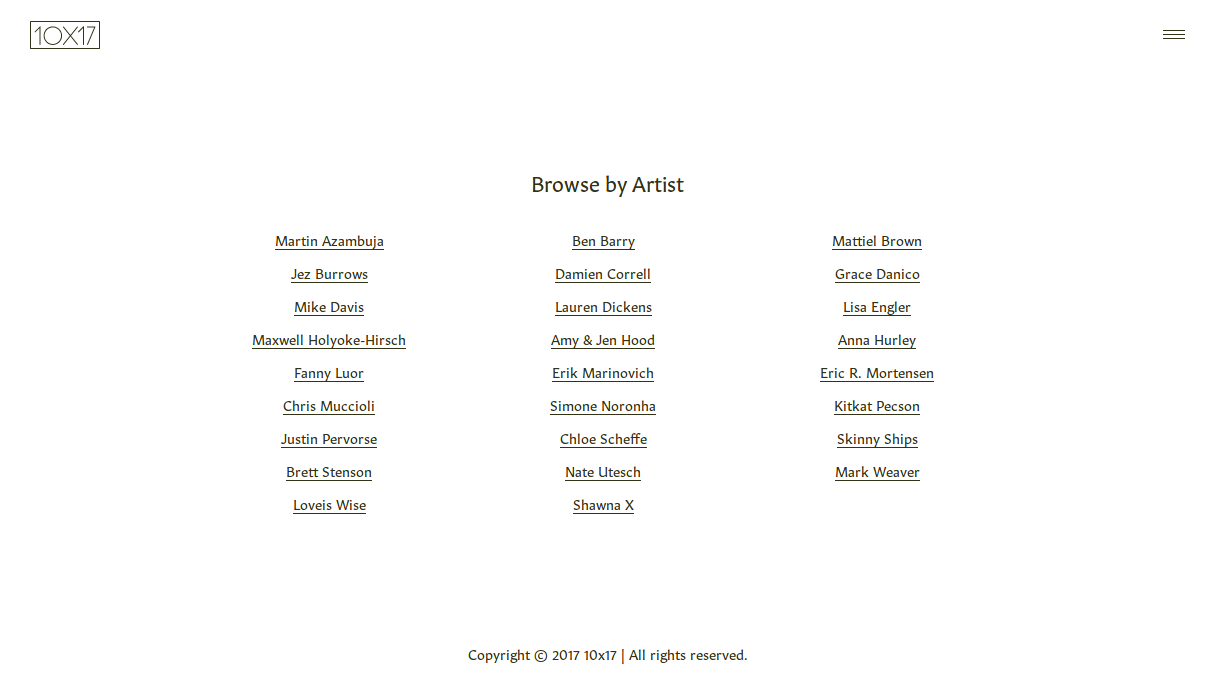 10X17
Browse by Artist
Martin Azambuja
Ben Barry
Mattiel Brown
Jez Burrows
Damien Correll
Grace Danico
Mike Davis
Lauren Dickens
Lisa Engler
Maxwell Holyoke-Hirsch
Amy & Jen Hood
Anna Hurley
Fanny Luor
Erik Marinovich
Eric R. Mortensen
Chris Muccioli
Simone Noronha
Kitkat Pecson
Justin Pervorse
Chloe Scheffe
Skinny Ships
Brett Stenson
Nate Utesch
Mark Weaver
Loveis Wise
Shawna X
Copyright © 2017 10x17 | All rights reserved.